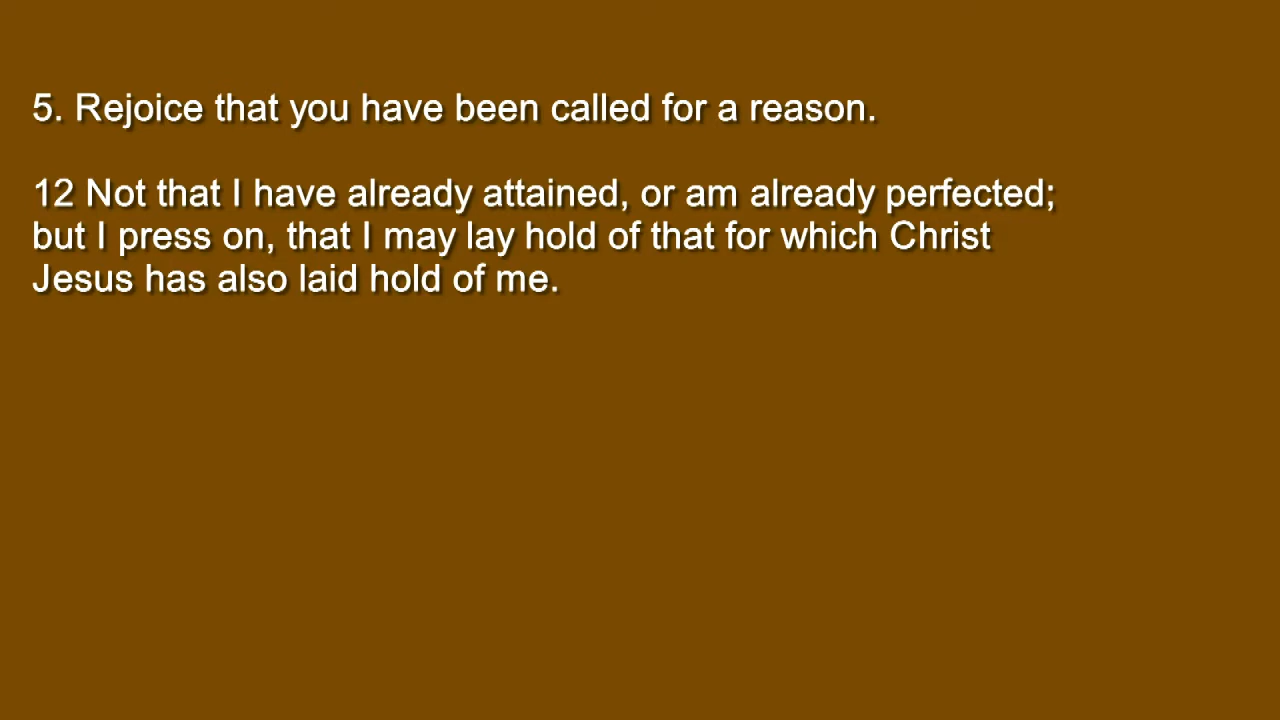 5. Rejoice that you have been called for a reason.
12 Not that I have already attained, or am already perfected;
but I press on, that I may lay hold of that for which Christ
Jesus has also laid hold of me.